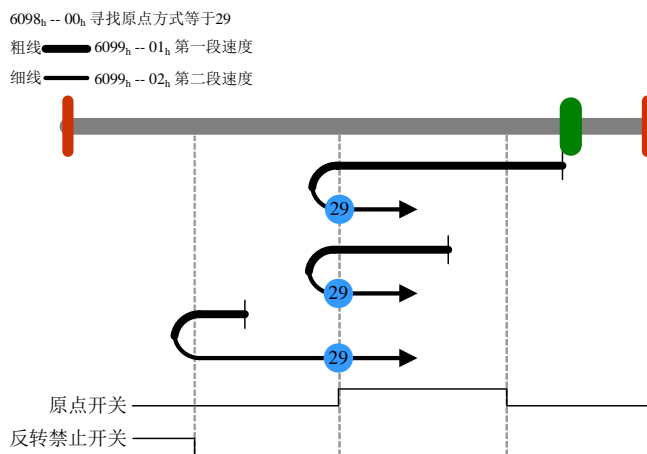 6098h -- 00h 寻找原点方式等于29
粗线 6099h -- 01h 第一段速度
细线 6099h -- 02h 第二段速度
29
29
29
原点开关
反转禁止开关